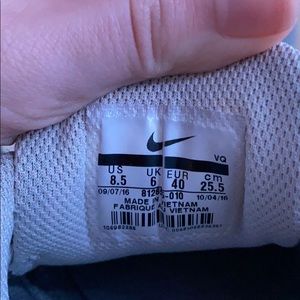 VQ
US UK EUR cm
8.5 6 40 25.5
09/07/16 10/04/16
MADE IN VIETNAM
FABRIQUE VIETNAM